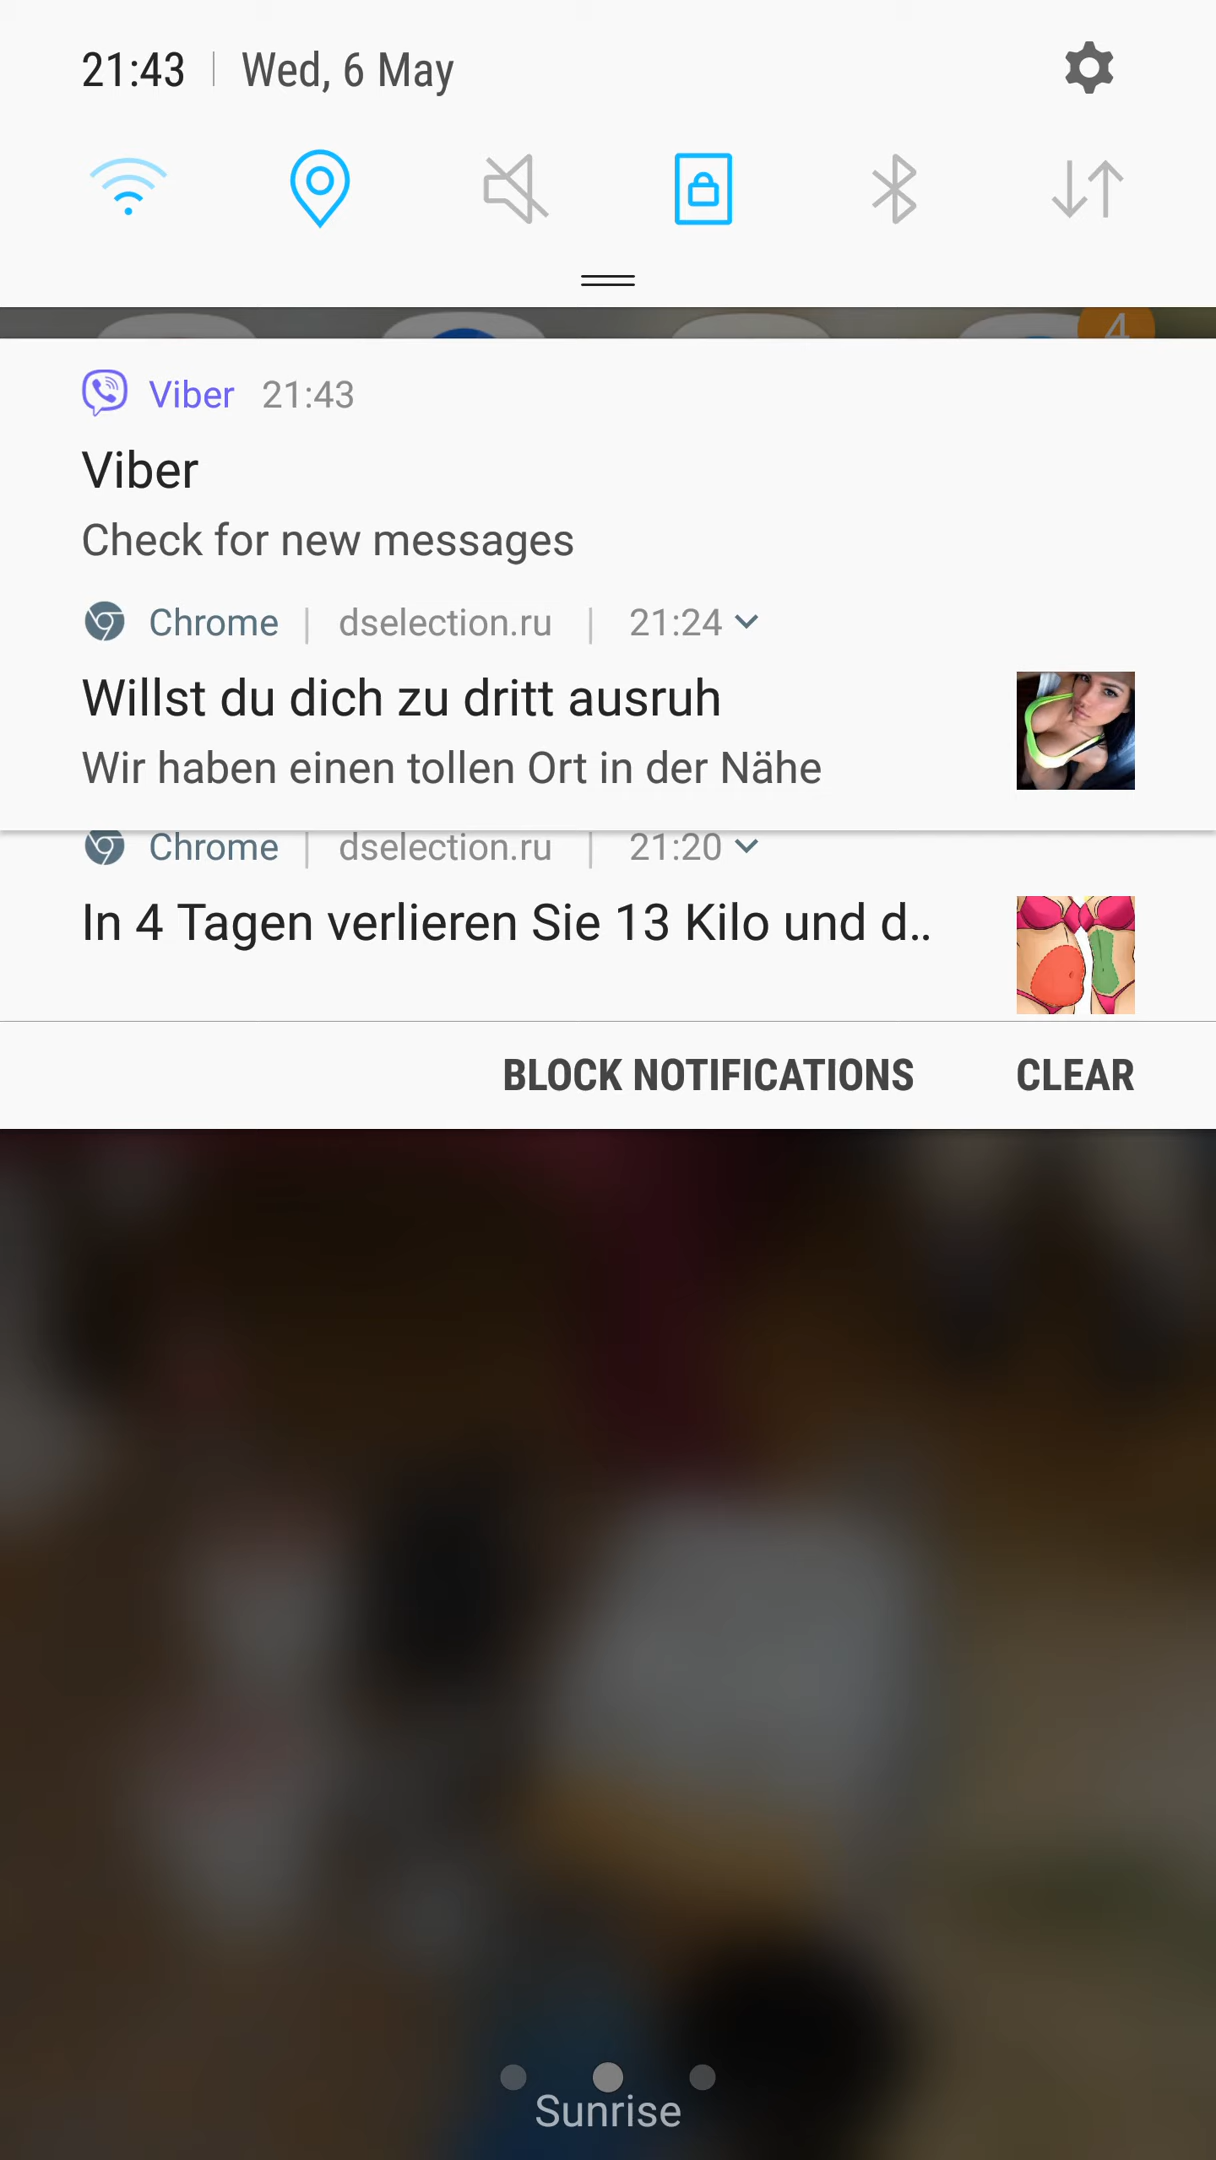 21:43 | Wed, 6 May
4
Viber 21:43
Viber
Check for new messages
Chrome | dselection.ru | 21:24
Willst du dich zu dritt ausruh
Wir haben einen tollen Ort in der Nähe
Chrome | dselection.ru | 21:20
In 4 Tagen verlieren Sie 13 Kilo und d..
BLOCK NOTIFICATIONS CLEAR
Sunrise